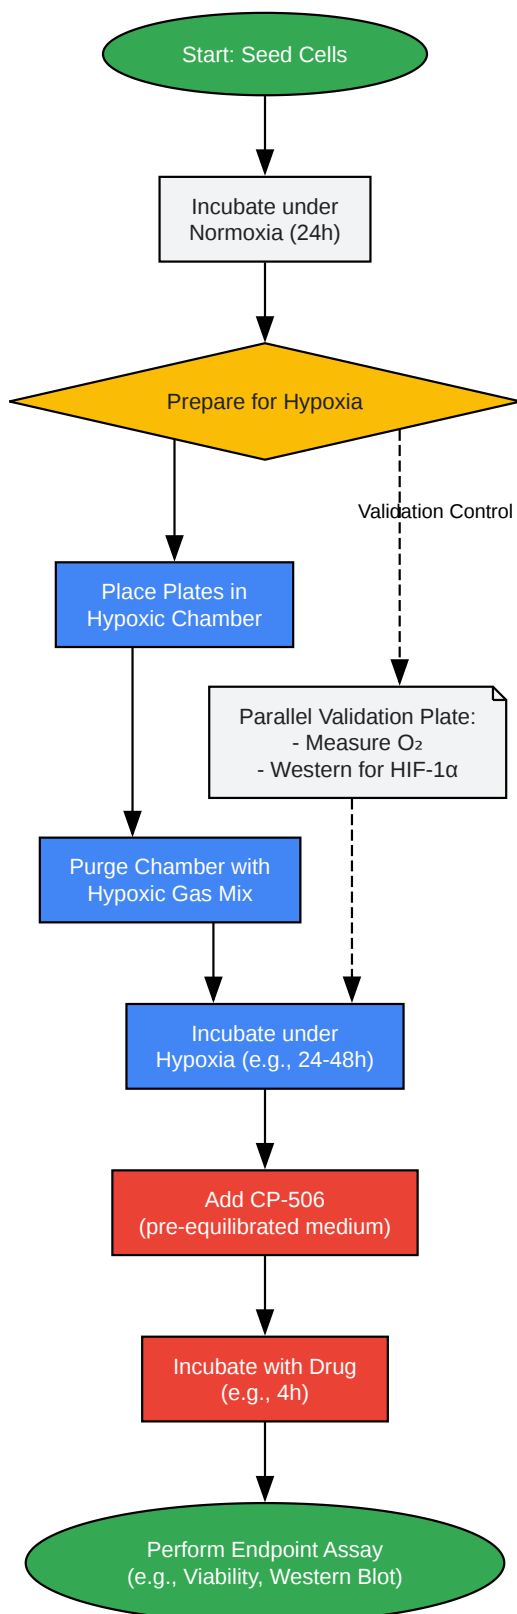 Start: Seed Cells
Incubate under
Normoxia (24h)
Prepare for Hypoxia
Validation Control
Place Plates in
Hypoxic Chamber
Parallel Validation Plate:
- Measure O₂
- Western for HIF-1α
Purge Chamber with
Hypoxic Gas Mix
Incubate under
Hypoxia (e.g., 24-48h)
Add CP-506
(pre-equilibrated medium)
Incubate with Drug
(e.g., 4h)
Perform Endpoint Assay
(e.g., Viability, Western Blot)